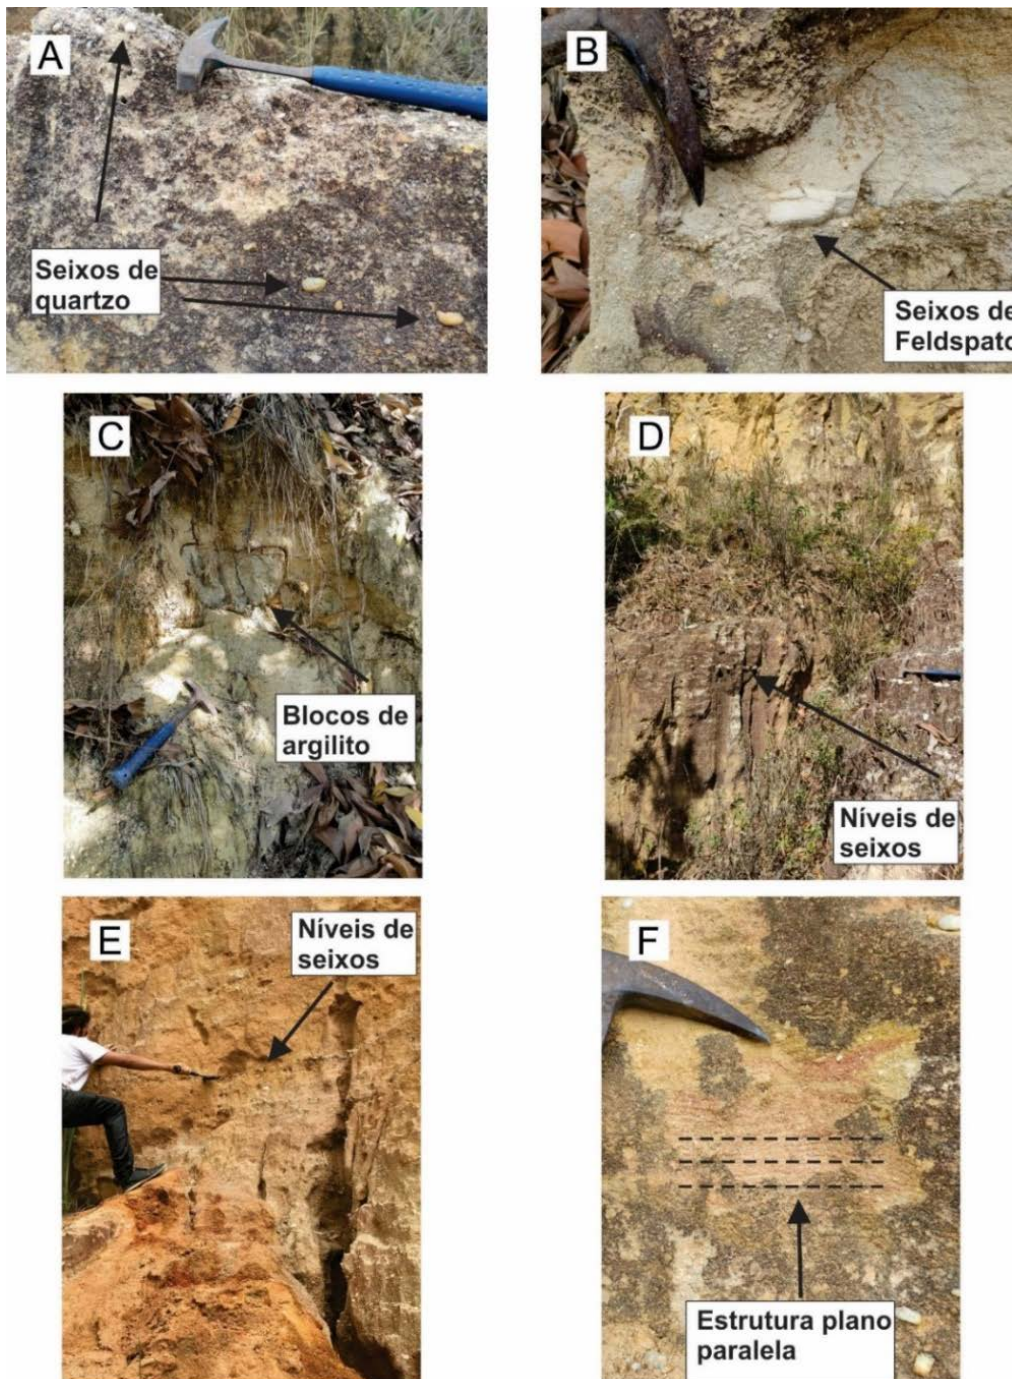 A
Seixos de
quartzo
B
Seixos de
Feldspato
C
Blocos de
argilito
D
Níveis de
seixos
E
Níveis de
seixos
F
Estrutura plano
paralela